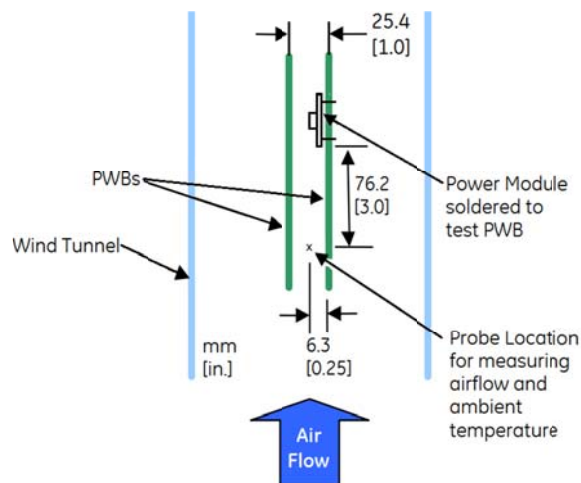 25.4
[1.0]
PWBs
76.2
[3.0]
Power Module
soldered to
test PWB
Wind Tunnel
x
mm
[in.]
6.3
[0.25]
Probe Location
for measuring
airflow and
ambient
temperature
Air
Flow